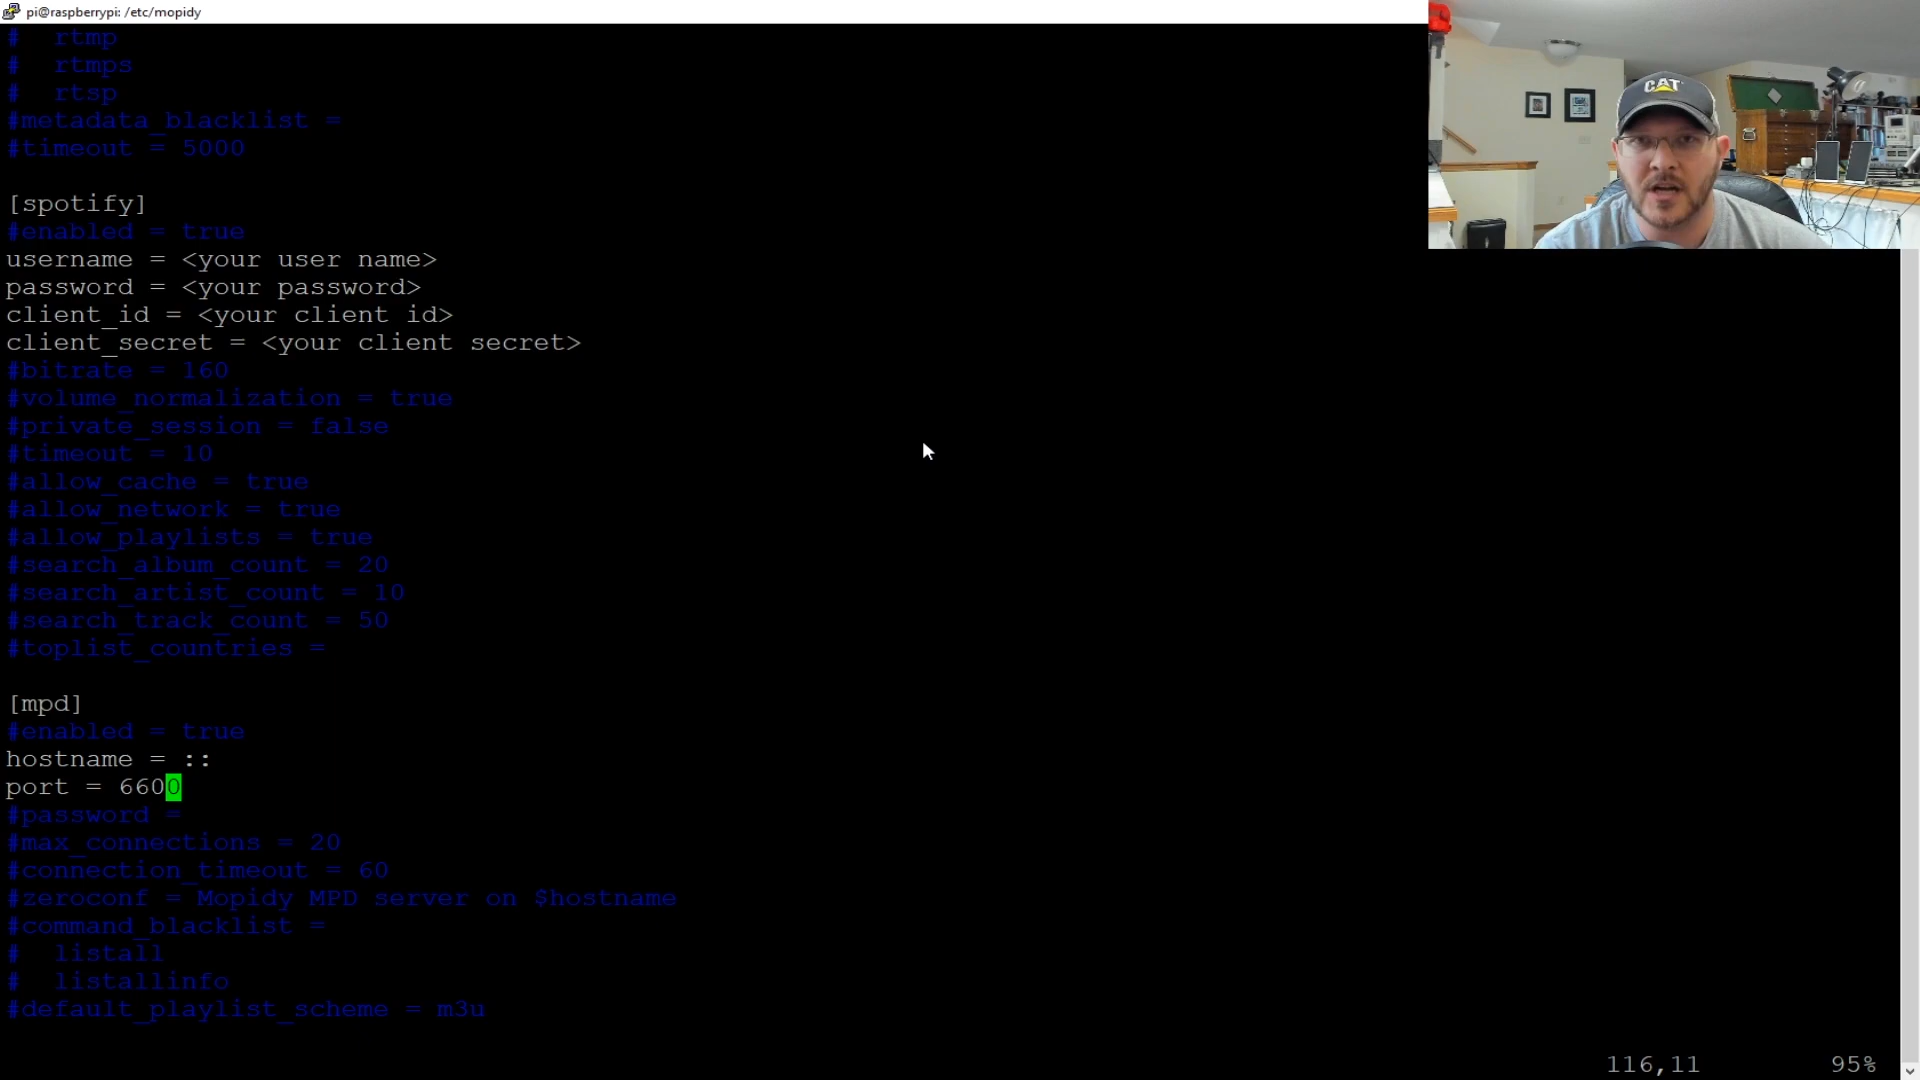 pi@raspberrypi: /etc/mopidy
#  rtmp
#  rtmps
#  rtsp
#metadata_blacklist =
#timeout = 5000
[spotify]
#enabled = true
username = <your user name>
password = <your password>
client_id = <your client id>
client_secret = <your client secret>
#bitrate = 160
#volume_normalization = true
#private_session = false
#timeout = 10
#allow_cache = true
#allow_network = true
#allow_playlists = true
#search_album_count = 20
#search_artist_count = 10
#search_track_count = 50
#toplist_countries =
[mpd]
#enabled = true
hostname = ::
port = 6600
#password =
#max_connections = 20
#connection_timeout = 60
#zeroconf = Mopidy MPD server on $hostname
#command_blacklist =
#  listall
#  listallinfo
#default_playlist_scheme = m3u
116,11 95%
CAT